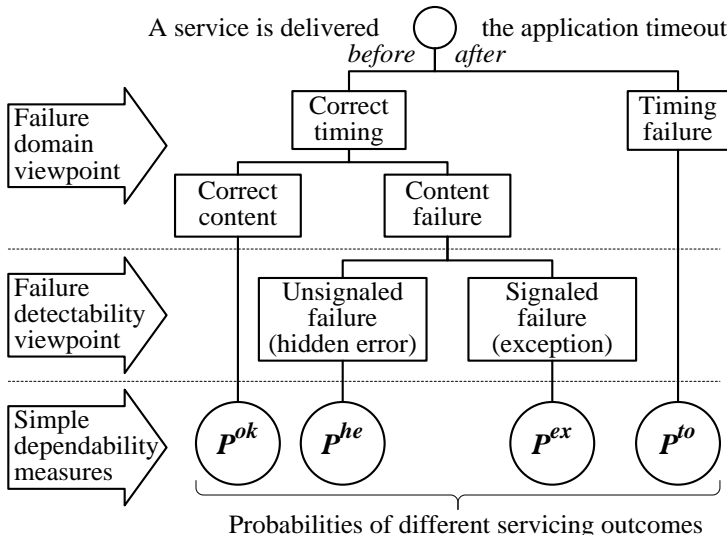 A service is delivered the application timeout
before after
Failure
domain
viewpoint
Correct
timing
Timing
failure
Correct
content
Content
failure
Failure
detectability
viewpoint
Unsignaled
failure
(hidden error)
Signaled
failure
(exception)
Simple
dependability
measures
P^ok P^he P^ex P^to
Probabilities of different servicing outcomes